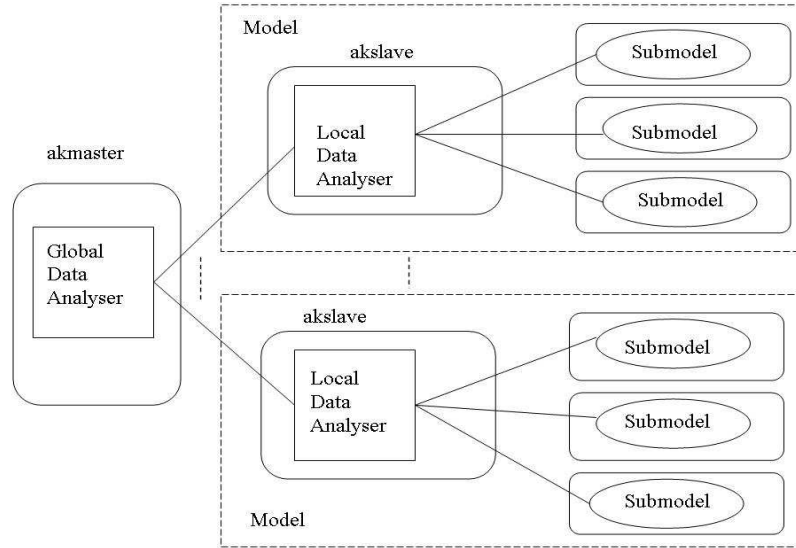 Model
akslave
Submodel
Local
Data
Analyser
Submodel
Submodel
akmaster
Global
Data
Analyser
akslave
Submodel
Local
Data
Analyser
Submodel
Submodel
Model